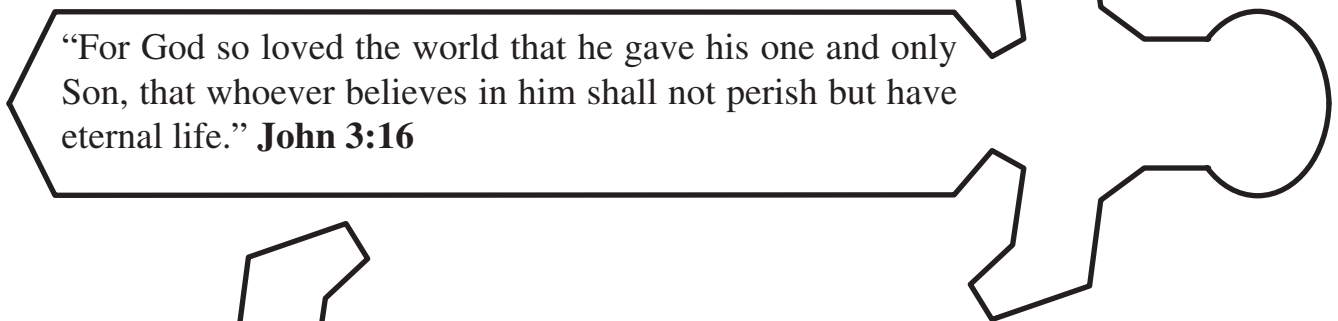 “For God so loved the world that he gave his one and only
Son, that whoever believes in him shall not perish but have
eternal life.” John 3:16